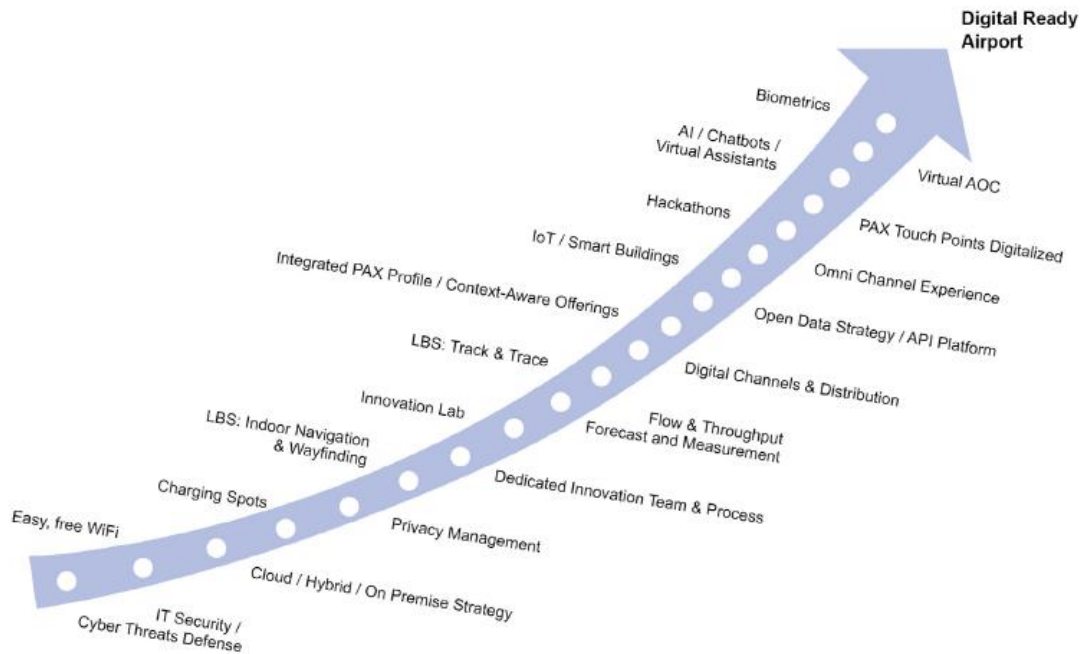 Digital Ready
Airport
Biometrics
AI / Chatbots /
Virtual Assistants
Virtual AOC
Hackathons
PAX Touch Points Digitalized
IoT / Smart Buildings
Omni Channel Experience
Integrated PAX Profile / Context-Aware Offerings
Open Data Strategy / API Platform
LBS: Track & Trace
Digital Channels & Distribution
Innovation Lab
Flow & Throughput
Forecast and Measurement
LBS: Indoor Navigation
& Wayfinding
Dedicated Innovation Team & Process
Charging Spots
Privacy Management
Easy, free WiFi
Cloud / Hybrid / On Premise Strategy
IT Security /
Cyber Threats Defense